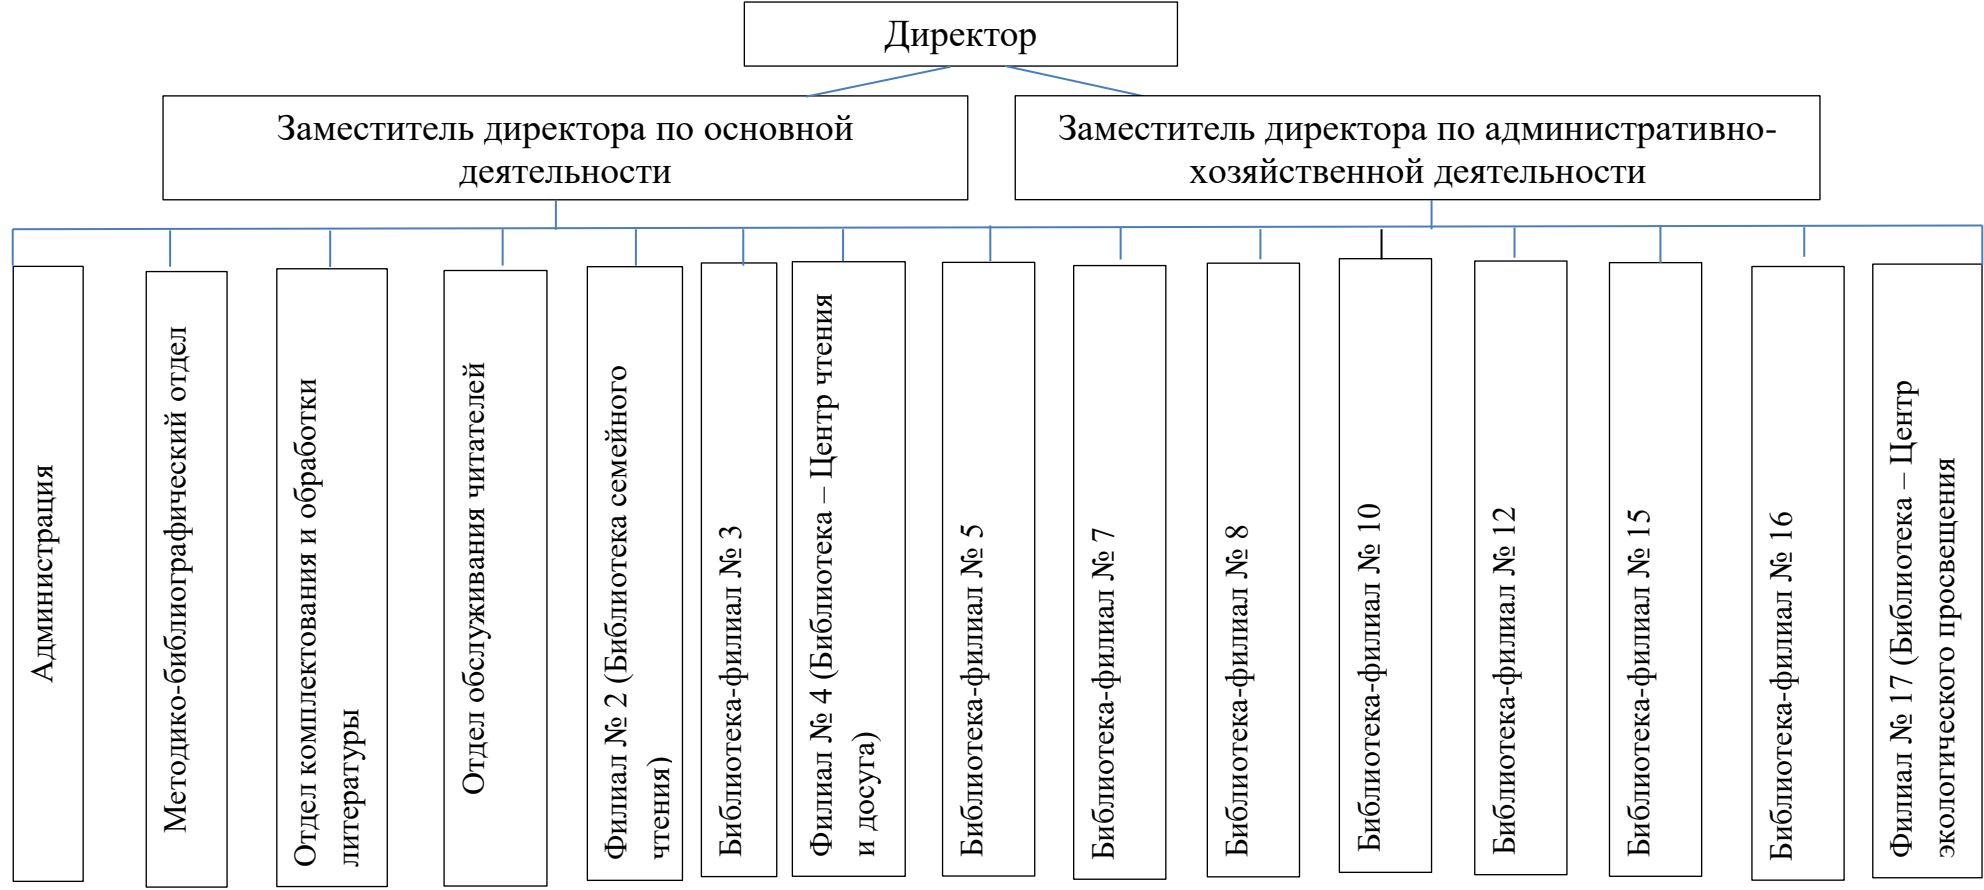 Директор
Заместитель директора по основной
деятельности
Заместитель директора по административно-
хозяйственной деятельности
Администрация
Методико-библиографический отдел
Отдел комплектования и обработки
литературы
Отдел обслуживания читателей
Филиал № 2 (Библиотека семейного
чтения)
Библиотека-филиал № 3
Филиал № 4 (Библиотека – Центр чтения
и досуга)
Библиотека-филиал № 5
Библиотека-филиал № 7
Библиотека-филиал № 8
Библиотека-филиал № 10
Библиотека-филиал № 12
Библиотека-филиал № 15
Библиотека-филиал № 16
Филиал № 17 (Библиотека – Центр
экологического просвещения